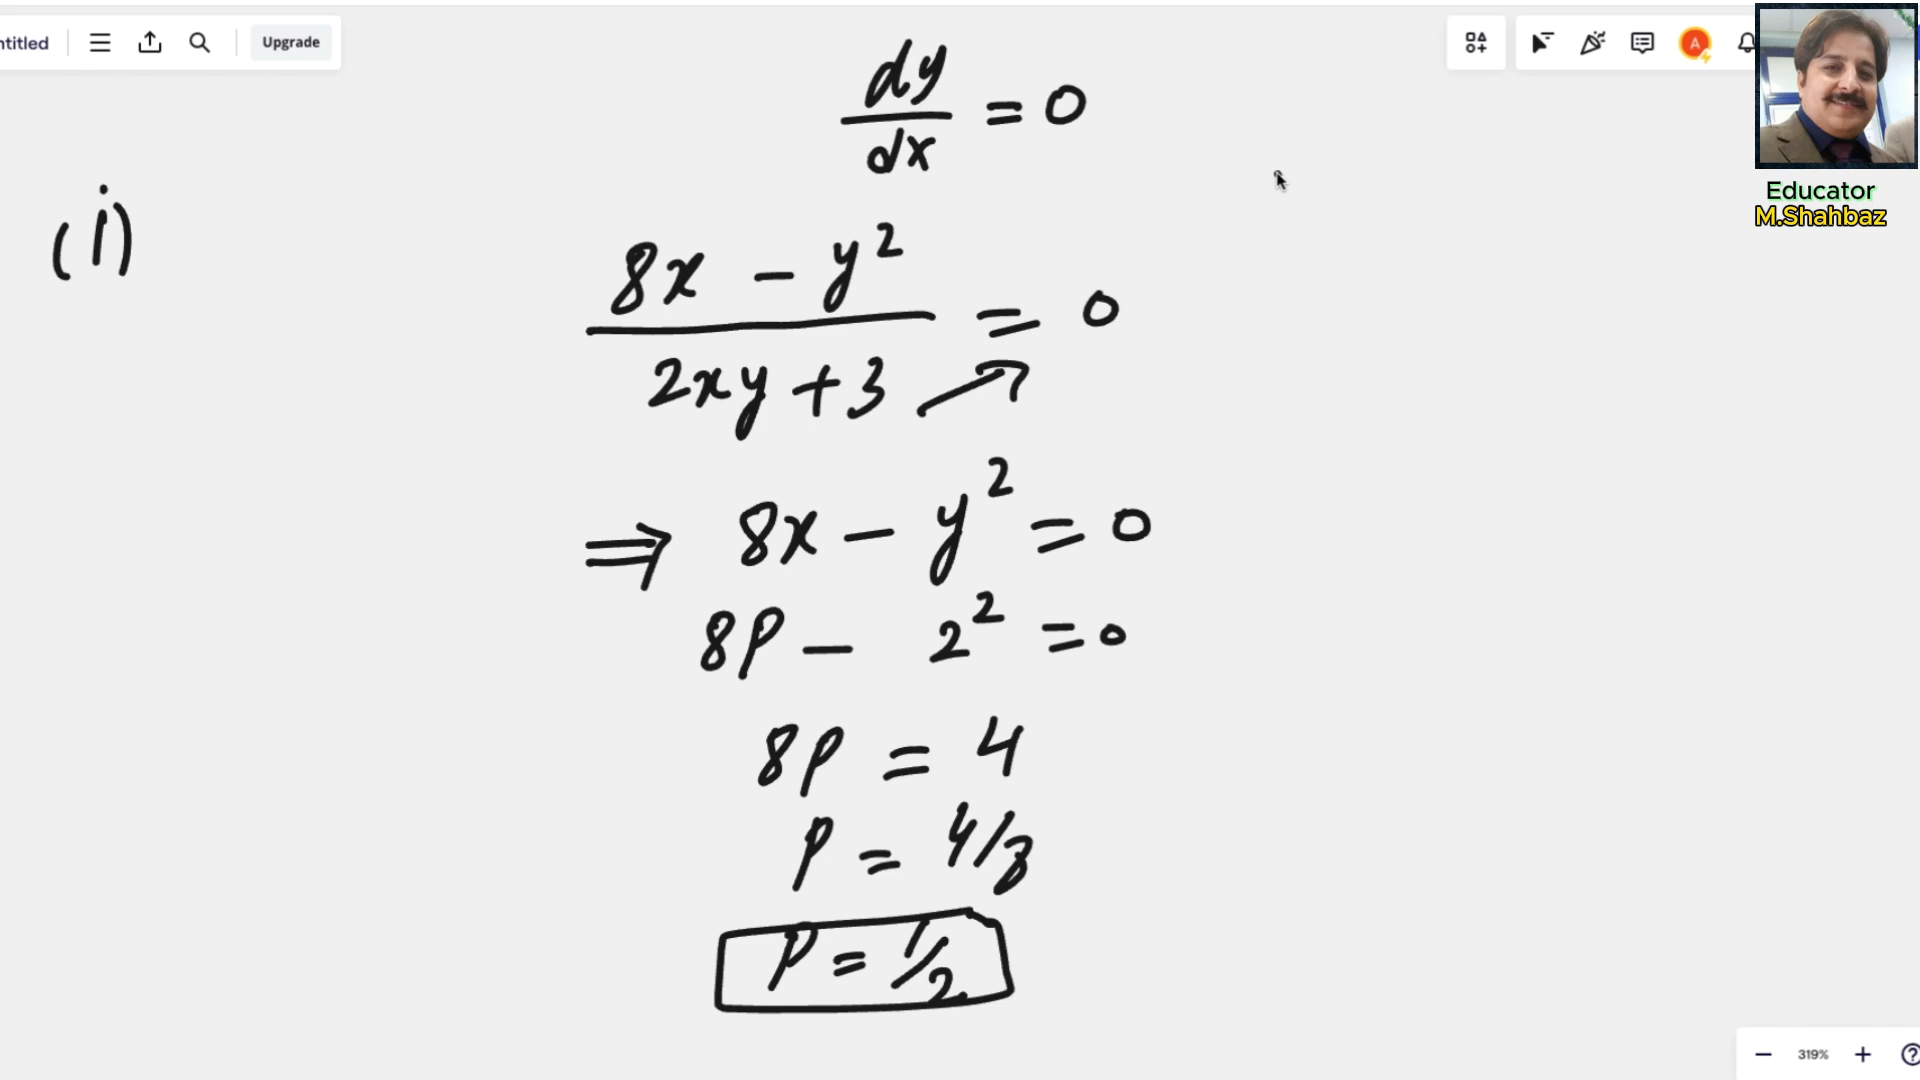 ntitled
Upgrade
A
dy/dx = 0
Educator
M.Shahbaz
(i)
8x - y²
2xy + 3
= 0
⇒ 8x - y² = 0
8P - 2² = 0
8P = 4
P = 4/8
P = 1/2
319%